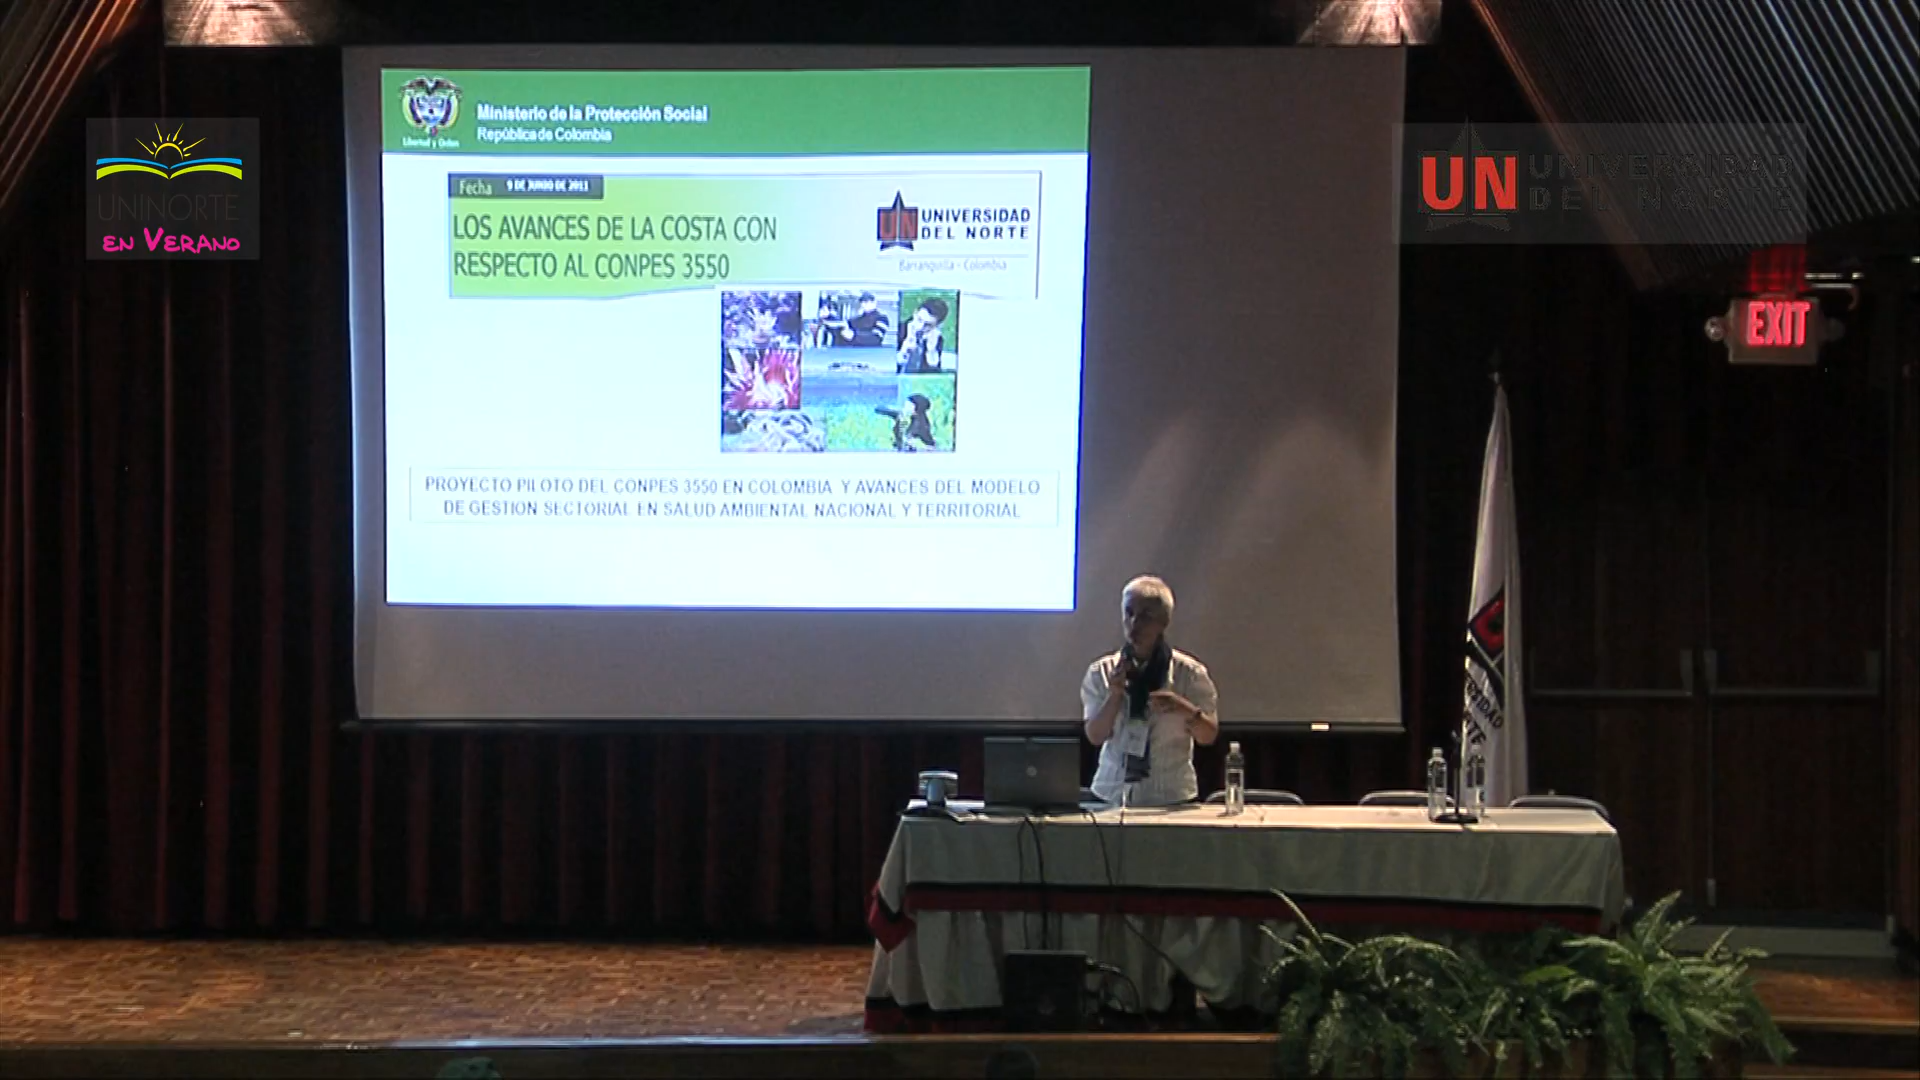 Ministerio de la Protección Social
República de Colombia
Libertad y Orden
Fecha 9 DE JUNIO DE 2011
LOS AVANCES DE LA COSTA CON
RESPECTO AL CONPES 3550
UN UNIVERSIDAD
DEL NORTE
Barranquilla - Colombia
PROYECTO PILOTO DEL CONPES 3550 EN COLOMBIA Y AVANCES DEL MODELO
DE GESTION SECTORIAL EN SALUD AMBIENTAL NACIONAL Y TERRITORIAL
UNINORTE
EN VERANO
UN UNIVERSIDAD
DEL NORTE
EXIT